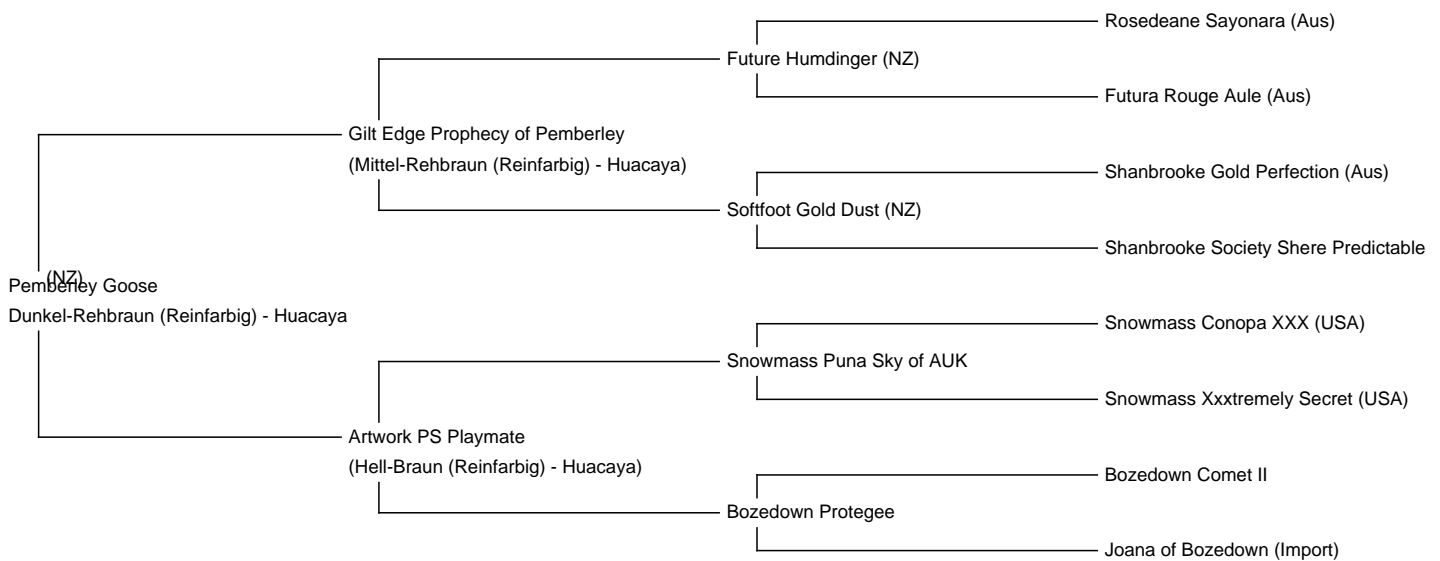 Rosedeane Sayonara (Aus)
Future Humdinger (NZ)
Futura Rouge Aule (Aus)
Gilt Edge Prophecy of Pemberley
(Mittel-Rehbraun (Reinfarbig) - Huacaya)
Shanbrooke Gold Perfection (Aus)
Softfoot Gold Dust (NZ)
Shanbrooke Society Shere Predictable
(NZ)
Pemberley Goose
Dunkel-Rehbraun (Reinfarbig) - Huacaya
Snowmass Conopa XXX (USA)
Snowmass Puna Sky of AUK
Snowmass Xxxtremely Secret (USA)
Artwork PS Playmate
(Hell-Braun (Reinfarbig) - Huacaya)
Bozedown Comet II
Bozedown Protegee
Joana of Bozedown (Import)